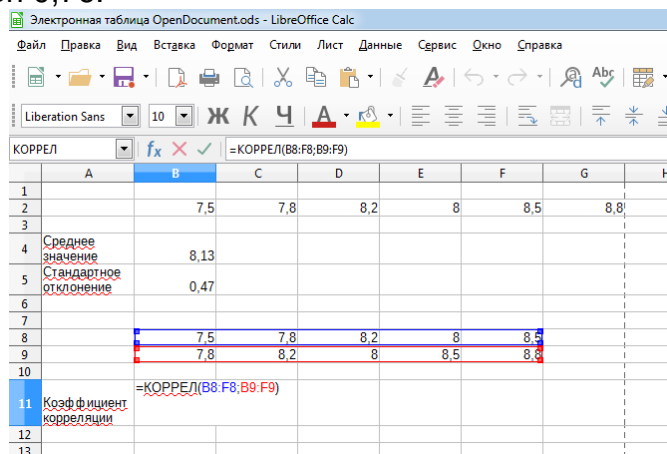 Электронная таблица OpenDocument.ods - LibreOffice Calc
Файл Правка Вид Вставка Формат Стили Лист Данные Сервис Окно Справка
Liberation Sans 10 Ж К Ч А
КОРРЕЛ fx =КОРРЕЛ(B8:F8;B9:F9)
A B C D E F G
1
2 7,5 7,8 8,2 8 8,5 8,8
3
4 Среднее
значение 8,13
5 Стандартное
отклонение 0,47
6
7
8 7,5 7,8 8,2 8 8,5
9 7,8 8,2 8 8,5 8,8
10
11 =КОРРЕЛ(B8:F8;B9:F9)
Коэффициент
корреляции
12
13